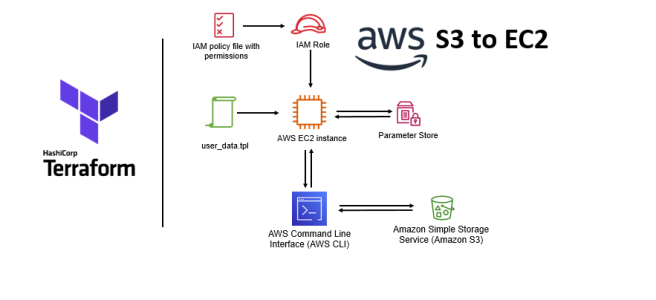 aws S3 to EC2
IAM policy file with
permissions
IAM Role
HashiCorp
Terraform
user_data.tpl
AWS EC2 instance
Parameter Store
AWS Command Line
Interface (AWS CLI)
Amazon Simple Storage
Service (Amazon S3)